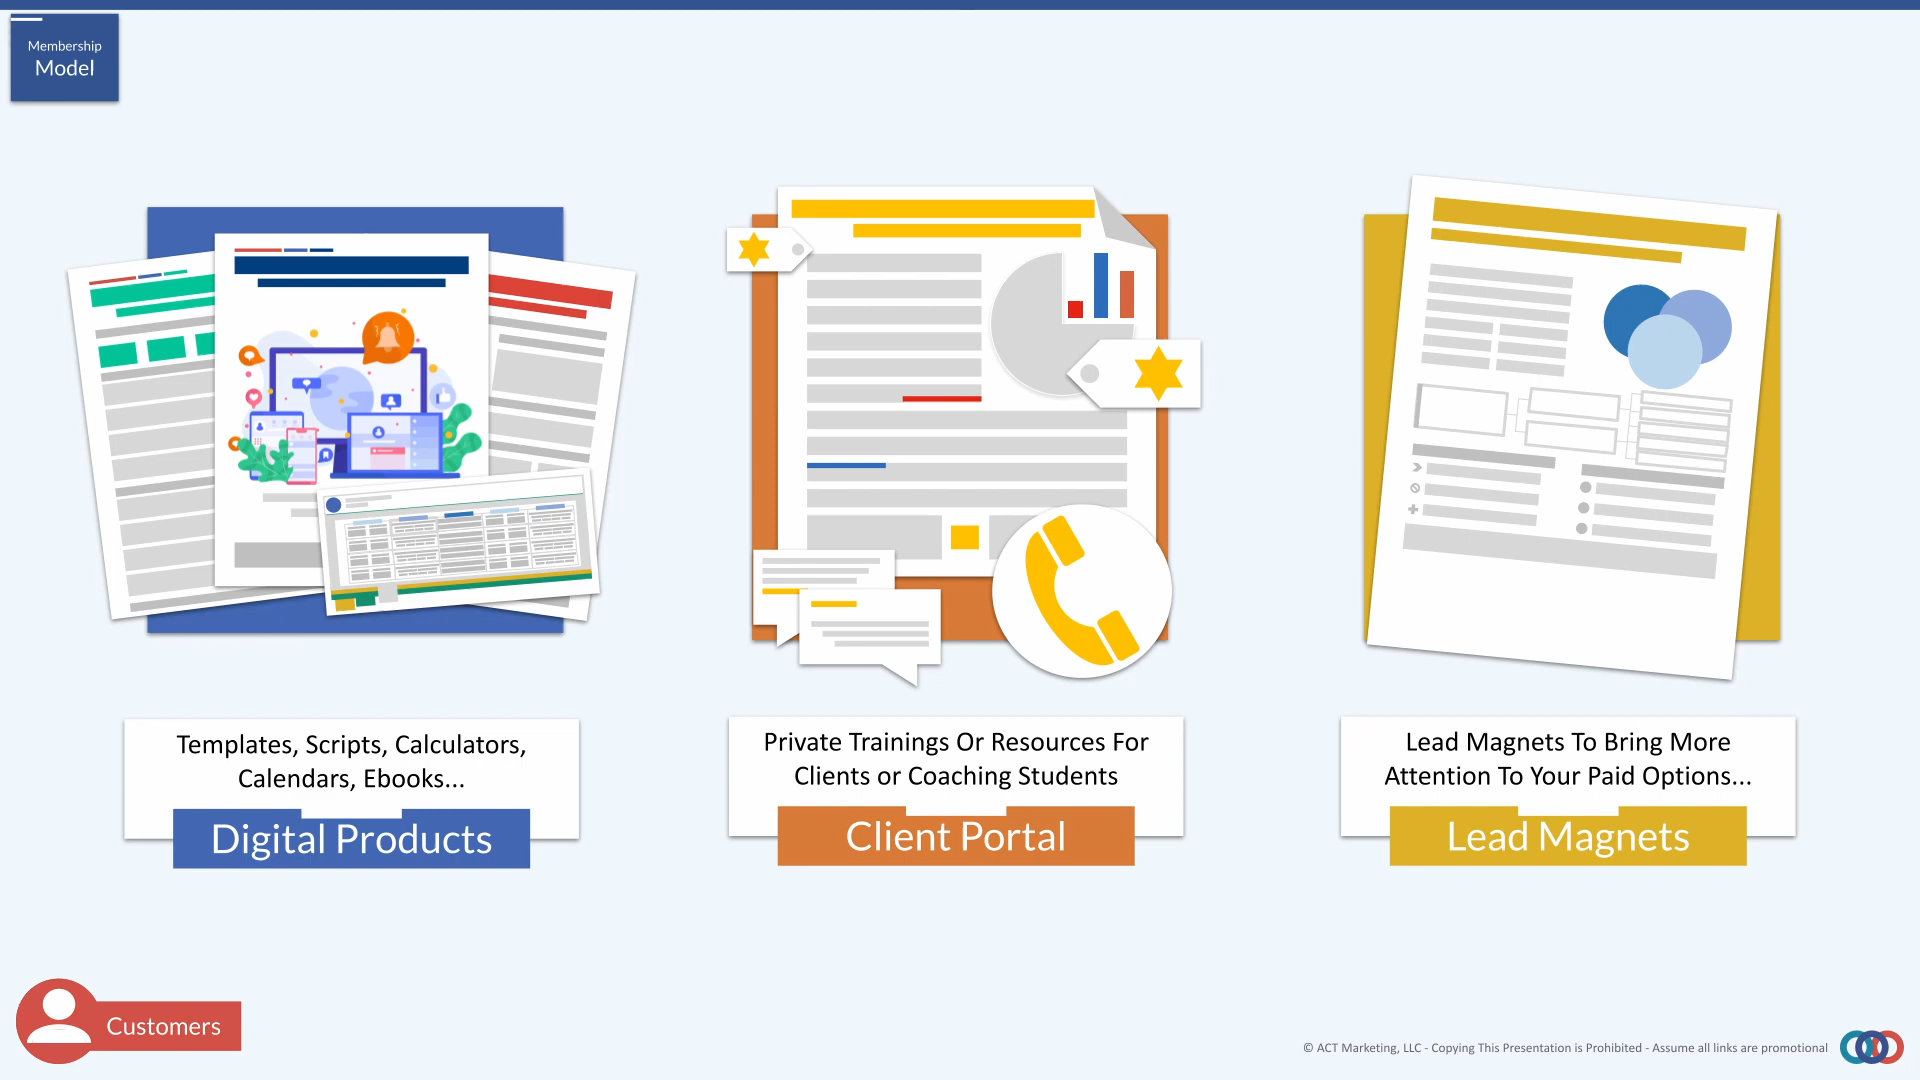 Membership
Model
Templates, Scripts, Calculators,
Calendars, Ebooks...
Digital Products
Private Trainings Or Resources For
Clients or Coaching Students
Client Portal
Lead Magnets To Bring More
Attention To Your Paid Options...
Lead Magnets
Customers
© ACT Marketing, LLC - Copying This Presentation is Prohibited - Assume all links are promotional